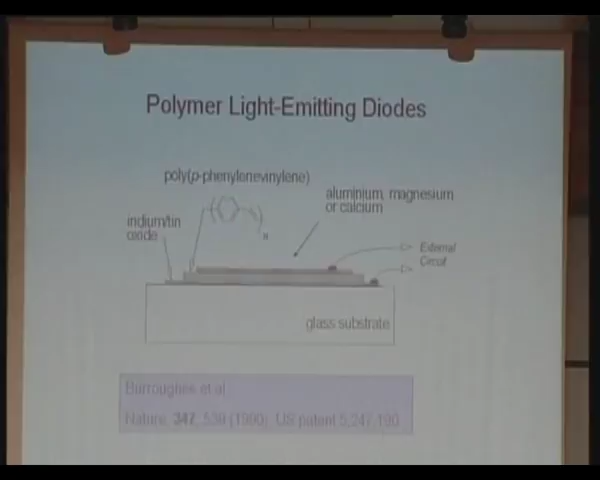 Polymer Light-Emitting Diodes
poly(p-phenylenevinylene)
aluminium, magnesium
or calcium
indium/tin
oxide
n
External
Circuit
glass substrate
Burroughes et al
Nature, 347, 539 (1990) US patent 5,247,190